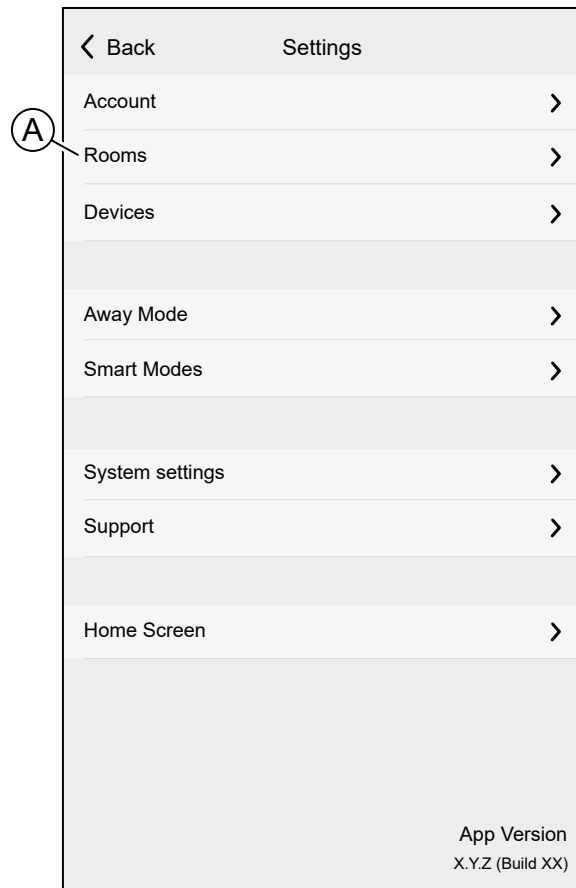 Back Settings
Account
A
Rooms
Devices
Away Mode
Smart Modes
System settings
Support
Home Screen
App Version
X.Y.Z (Build XX)